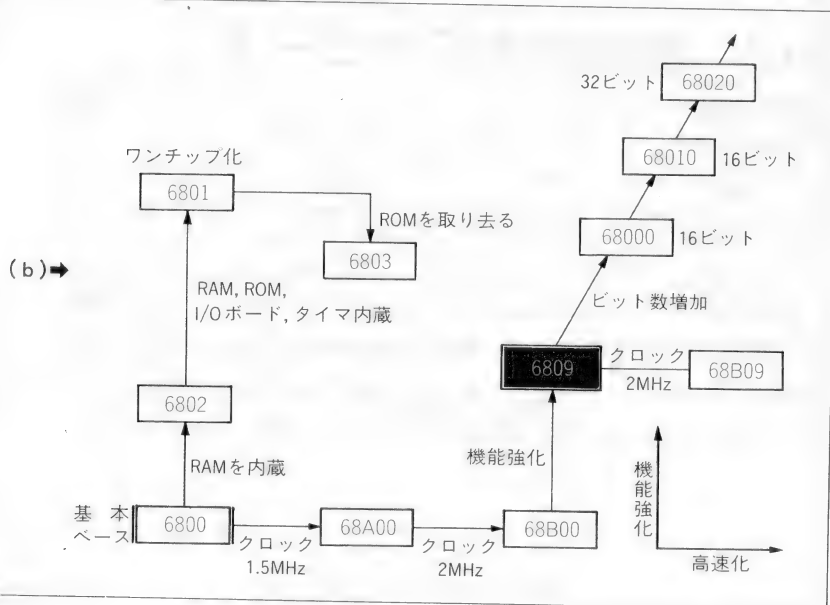 32ビット 68020
ワンチップ化
68010 16ビット
6801
ROMを取り去る
68000 16ビット
6803
(b)➡
RAM, ROM,
I/Oボード, タイマ内蔵
ビット数増加
6809
クロック
2MHz
68B09
6802
RAMを内蔵
機能強化
機能強化
基本
ベース
6800
クロック
1.5MHz
68A00
クロック
2MHz
68B00
高速化